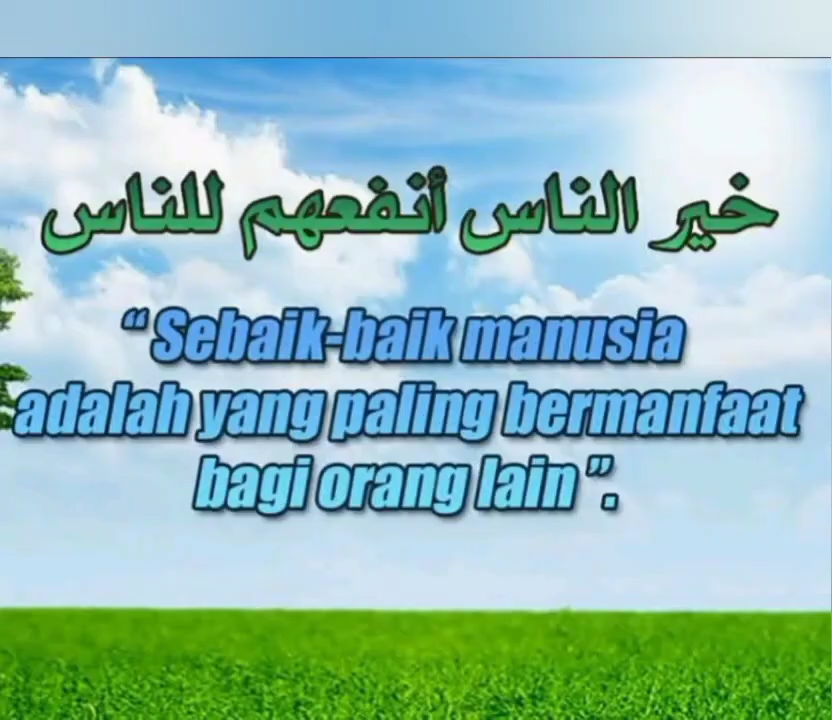 خير الناس أنفعهم للناس
“ Sebaik-baik manusia
adalah yang paling bermanfaat
bagi orang lain ”.